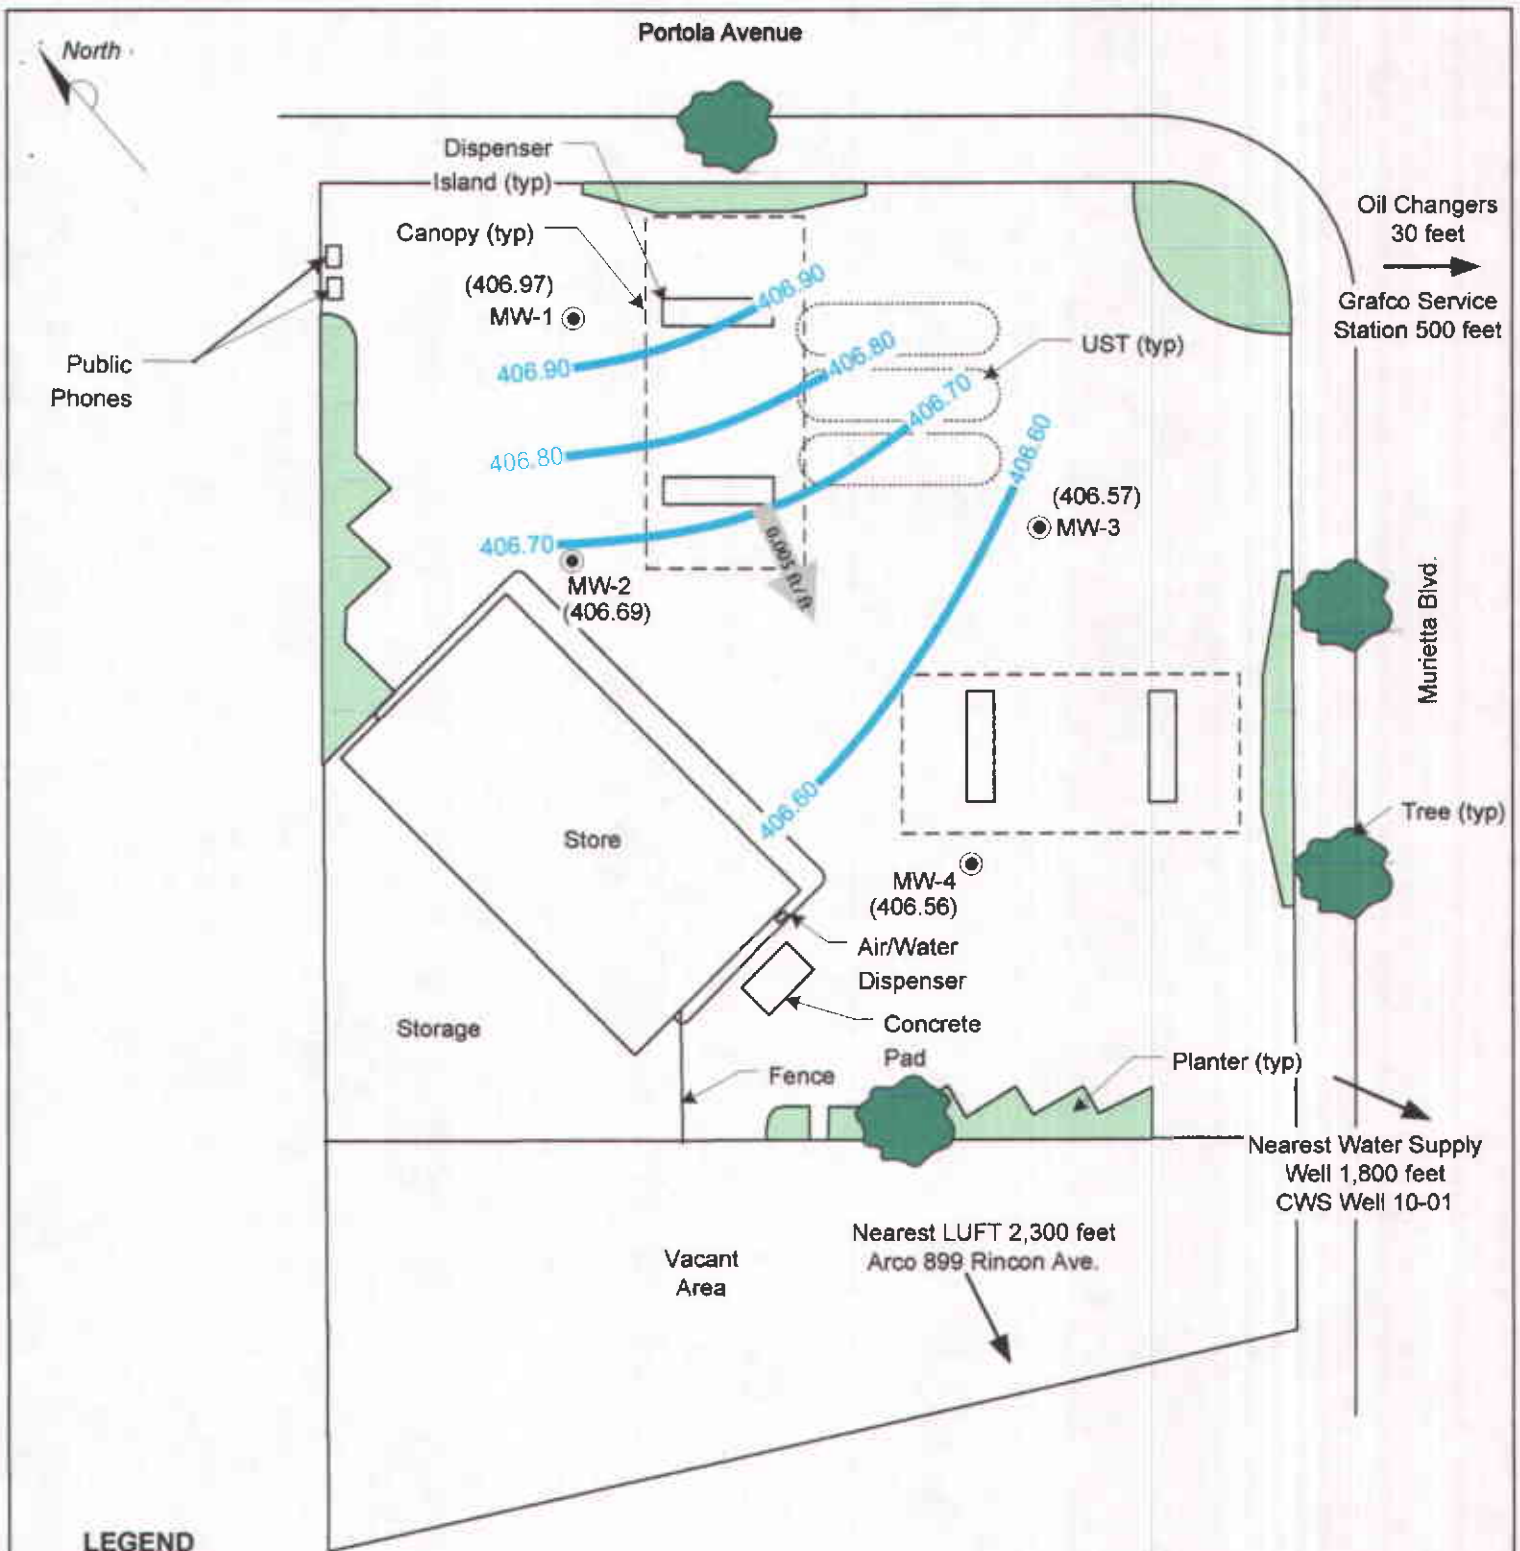 Portola Avenue
North
Dispenser
Island (typ)
Canopy (typ)
(406.97)
MW-1
406.90
406.90
Oil Changers
30 feet
Grafco Service
Station 500 feet
Public
Phones
406.80
406.80
UST (typ)
406.70
406.70
406.60
(406.57)
MW-3
0.005 ft/ft
MW-2
(406.69)
Murietta Blvd.
406.60
Store
Tree (typ)
MW-4
(406.56)
Air/Water
Dispenser
Storage
Concrete
Pad
Fence
Planter (typ)
Nearest Water Supply
Well 1,800 feet
CWS Well 10-01
Nearest LUFT 2,300 feet
Arco 899 Rincon Ave.
Vacant
Area
LEGEND